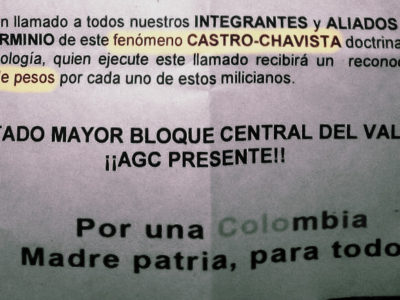 n llamado a todos nuestros INTEGRANTES y ALIADOS
RMINIO de este fenómeno CASTRO-CHAVISTA doctrina
ología, quien ejecute este llamado recibirá un recono
de pesos por cada uno de estos milicianos.
TADO MAYOR BLOQUE CENTRAL DEL VAL
¡¡AGC PRESENTE!!
Por una Colombia
Madre patria, para todo